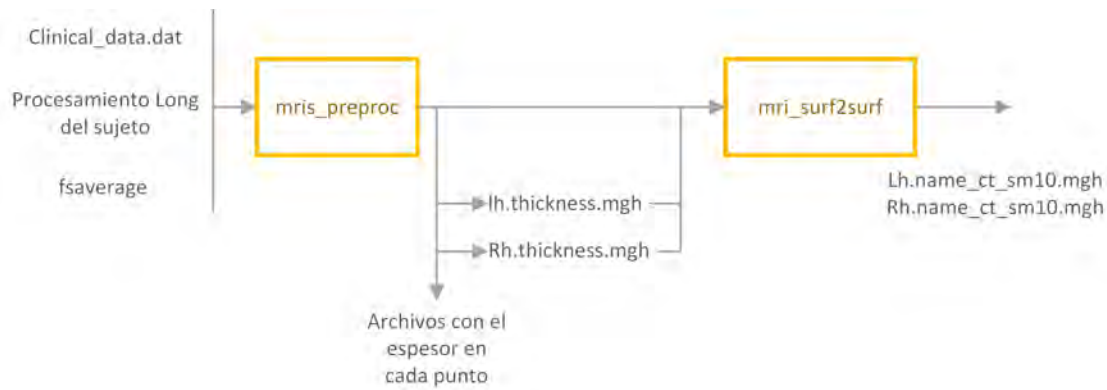 Clinical_data.dat
Procesamiento Long
del sujeto
fsaverage
mris_preproc
lh.thickness.mgh
Rh.thickness.mgh
Archivos con el
espesor en
cada punto
mri_surf2surf
Lh.name_ct_sm10.mgh
Rh.name_ct_sm10.mgh